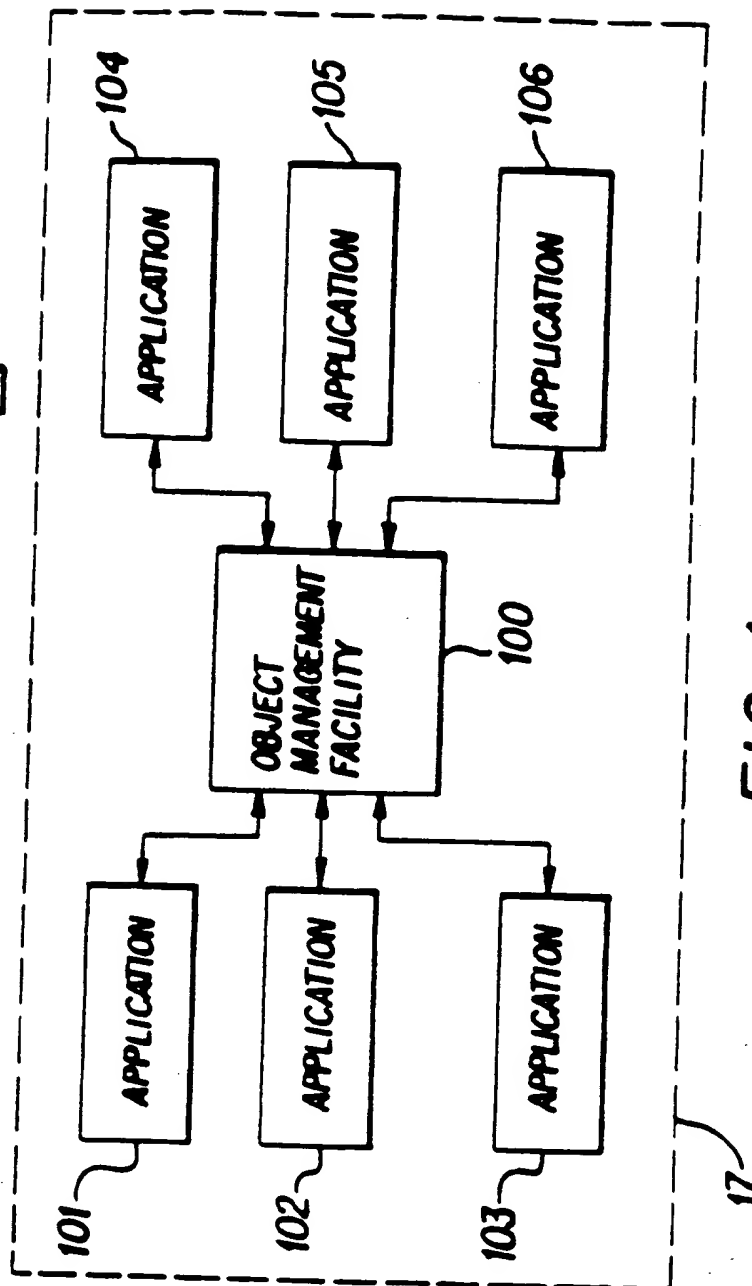 APPLICATION
104
APPLICATION
105
APPLICATION
106
OBJECT
MANAGEMENT
FACILITY
100
101
APPLICATION
102
APPLICATION
103
APPLICATION
17